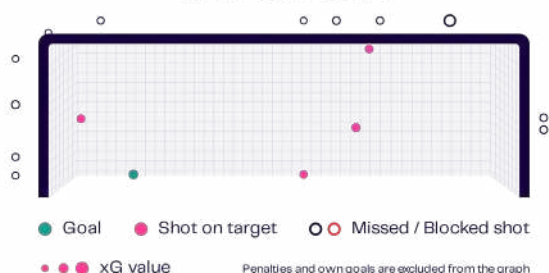 Goal Shot on target Missed / Blocked shot
xG value Penalties and own goals are excluded from the graph